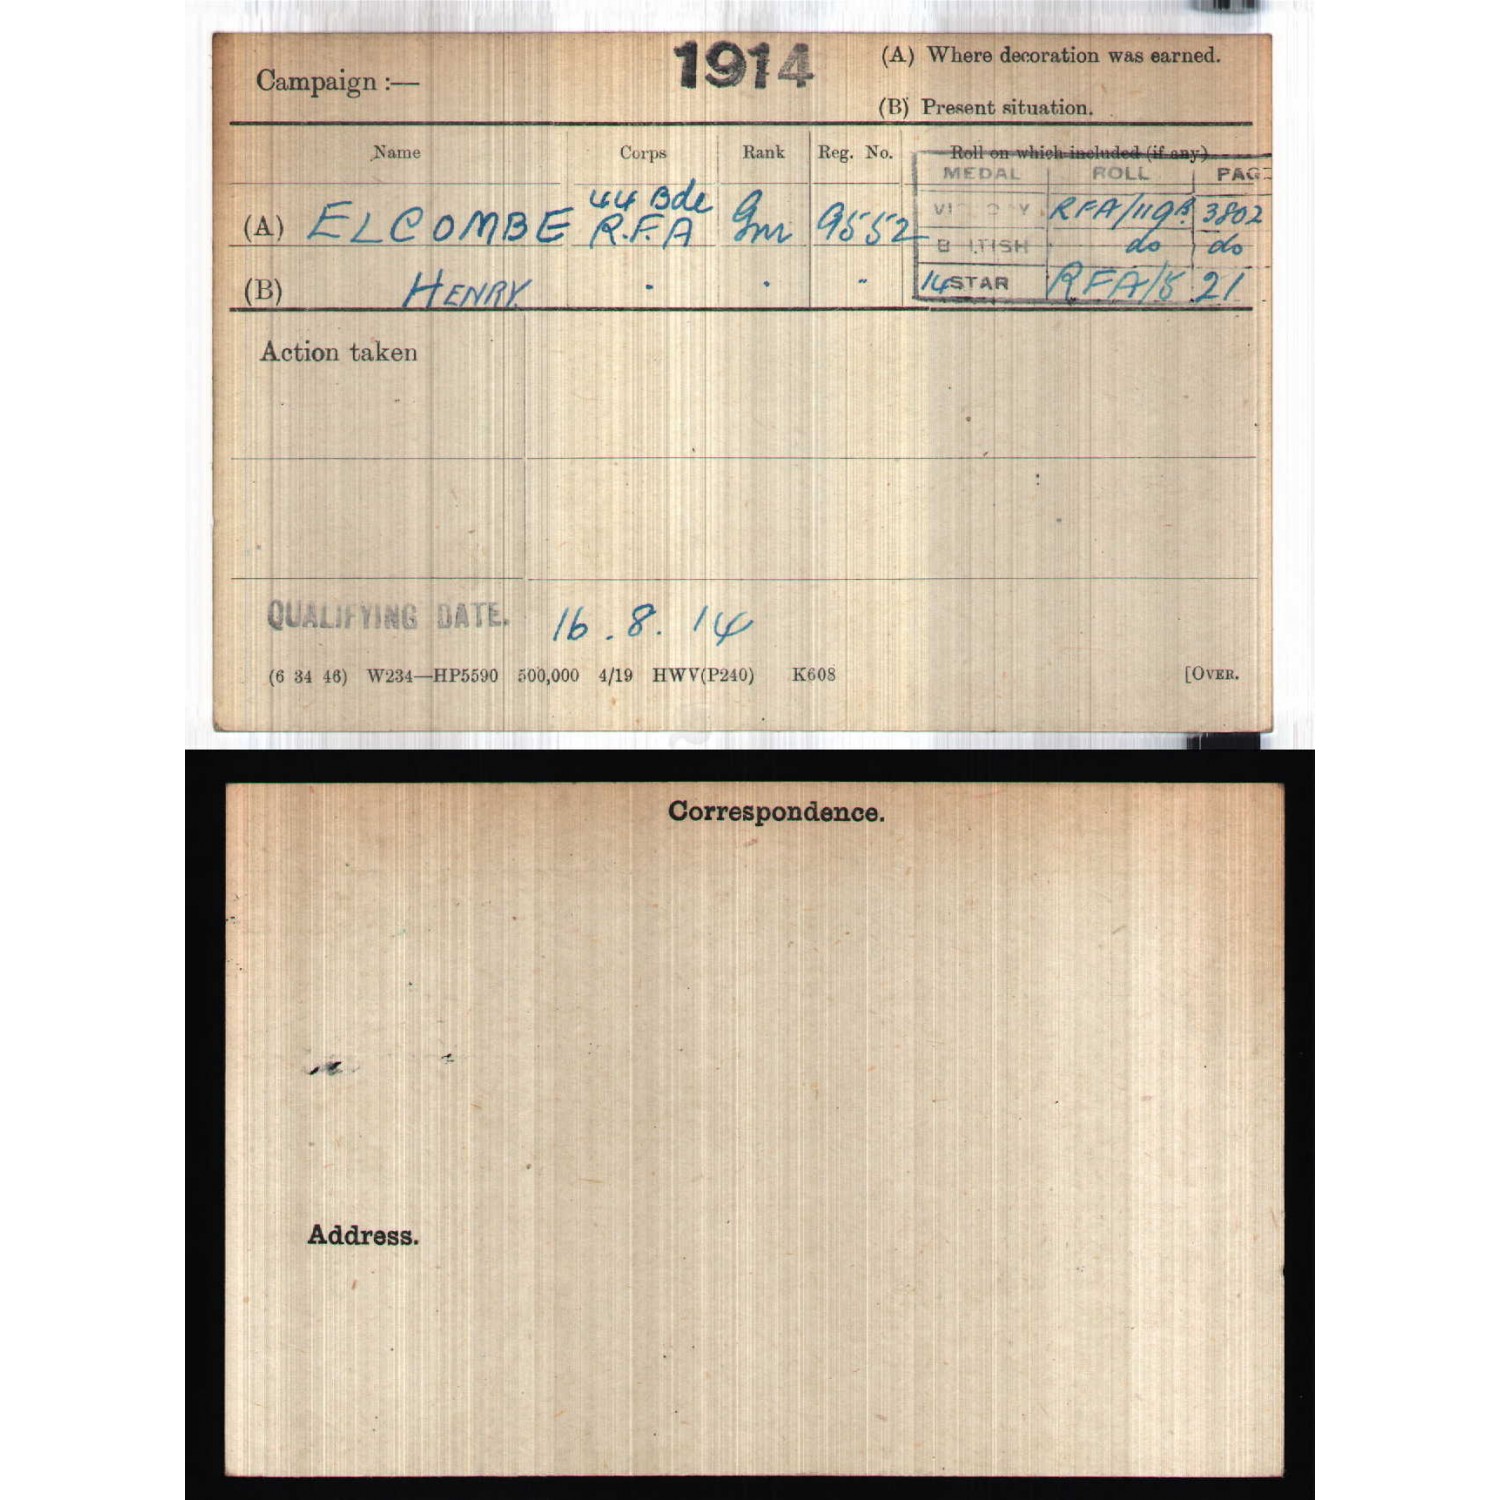 Campaign :— 1914 (A) Where decoration was earned.
(B) Present situation.
Name Corps Rank Reg. No. Roll on which included (if any)
MEDAL ROLL PAGE
44 Bde
(A) ELCOMBE R.F.A Gnr 9552 VICTORY RFA/119B 3802
BRITISH do do
(B) HENRY. " " " 14 STAR RFA/8 21
Action taken
QUALIFYING DATE. 16.8.14
(6 34 46) W234—HP5590 500,000 4/19 HWV(P240) K608 [OVER.
Correspondence.
Address.